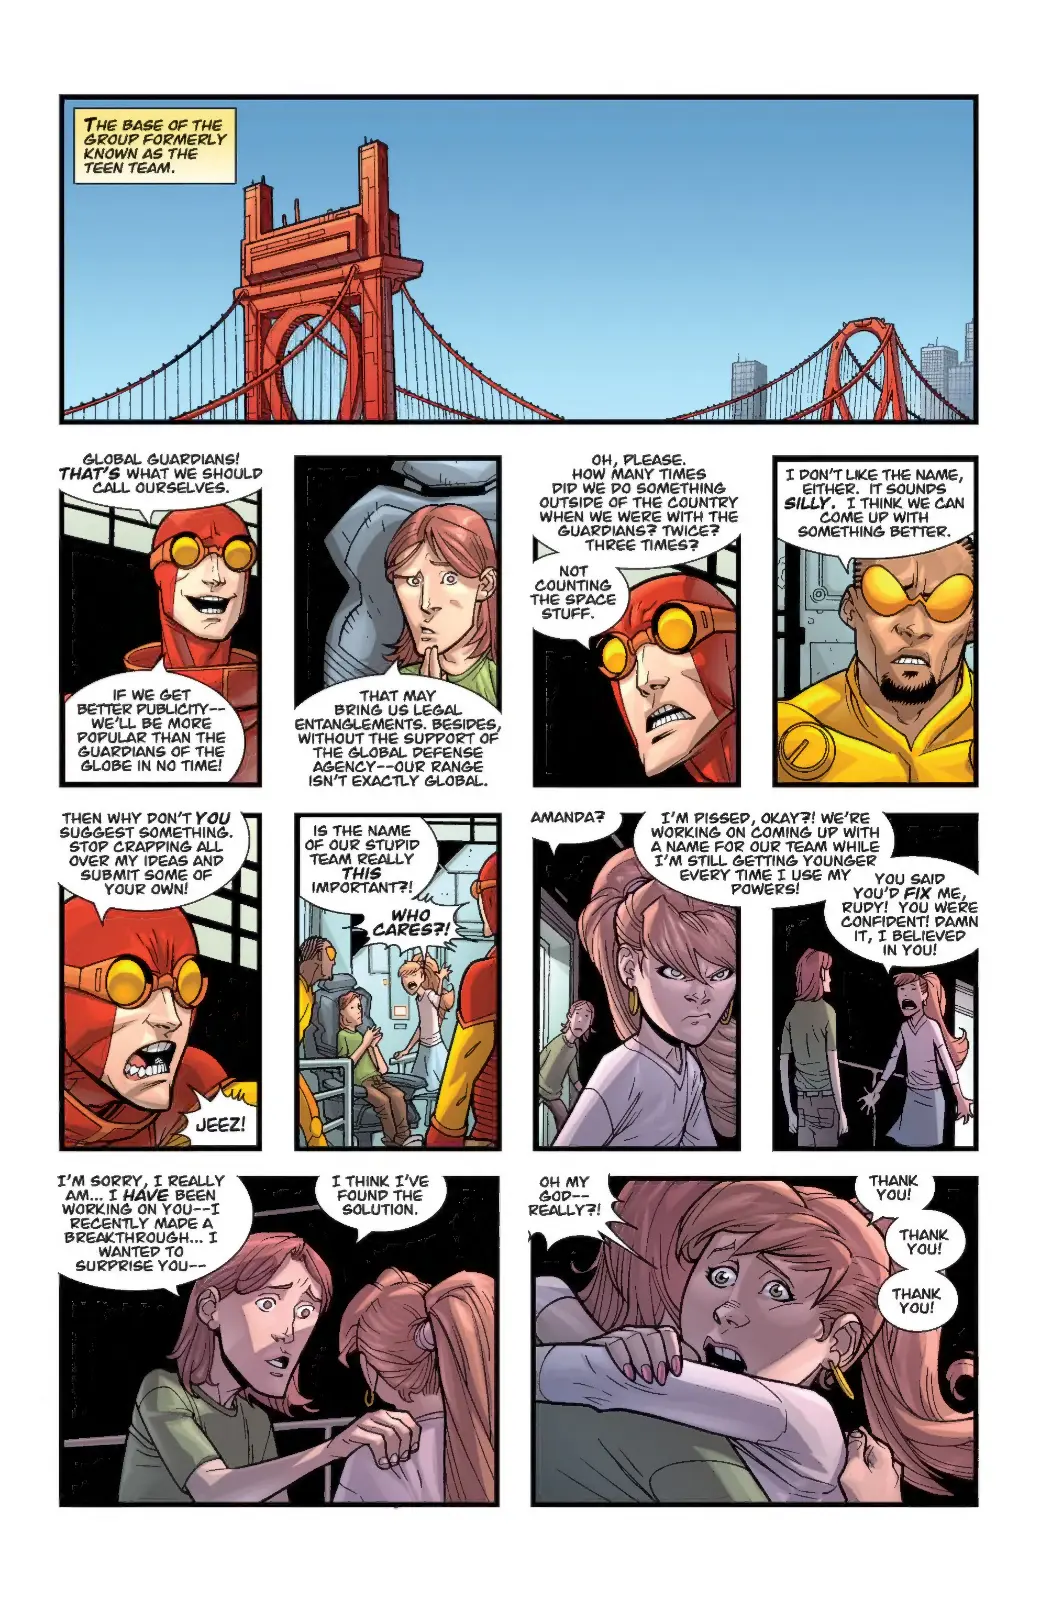 THE BASE OF THE
GROUP FORMERLY
KNOWN AS THE
TEEN TEAM.
GLOBAL GUARDIANS!
THAT'S WHAT WE SHOULD
CALL OURSELVES.
IF WE GET
BETTER PUBLICITY--
WE'LL BE MORE
POPULAR THAN THE
GUARDIANS OF THE
GLOBE IN NO TIME!
THAT MAY
BRING US LEGAL
ENTANGLEMENTS. BESIDES,
WITHOUT THE SUPPORT OF
THE GLOBAL DEFENSE
AGENCY--OUR RANGE
ISN'T EXACTLY GLOBAL.
OH, PLEASE.
HOW MANY TIMES
DID WE DO SOMETHING
OUTSIDE OF THE COUNTRY
WHEN WE WERE WITH THE
GUARDIANS? TWICE?
THREE TIMES?
NOT
COUNTING
THE SPACE
STUFF.
I DON'T LIKE THE NAME,
EITHER. IT SOUNDS
SILLY. I THINK WE CAN
COME UP WITH
SOMETHING BETTER.
THEN WHY DON'T YOU
SUGGEST SOMETHING.
STOP CRAPPING ALL
OVER MY IDEAS AND
SUBMIT SOME OF
YOUR OWN!
JEEZ!
IS THE NAME
OF OUR STUPID
TEAM REALLY
THIS
IMPORTANT?!
WHO
CARES?!
AMANDA?
I'M PISSED, OKAY?! WE'RE
WORKING ON COMING UP WITH
A NAME FOR OUR TEAM WHILE
I'M STILL GETTING YOUNGER
EVERY TIME I USE MY
POWERS!
YOU SAID
YOU'D FIX ME,
RUDY! YOU WERE
CONFIDENT! DAMN
IT, I BELIEVED
IN YOU!
I'M SORRY, I REALLY
AM... I HAVE BEEN
WORKING ON YOU--I
RECENTLY MADE A
BREAKTHROUGH... I
WANTED TO
SURPRISE YOU--
I THINK I'VE
FOUND THE
SOLUTION.
OH MY
GOD--
REALLY?!
THANK
YOU!
THANK
YOU!
THANK
YOU!